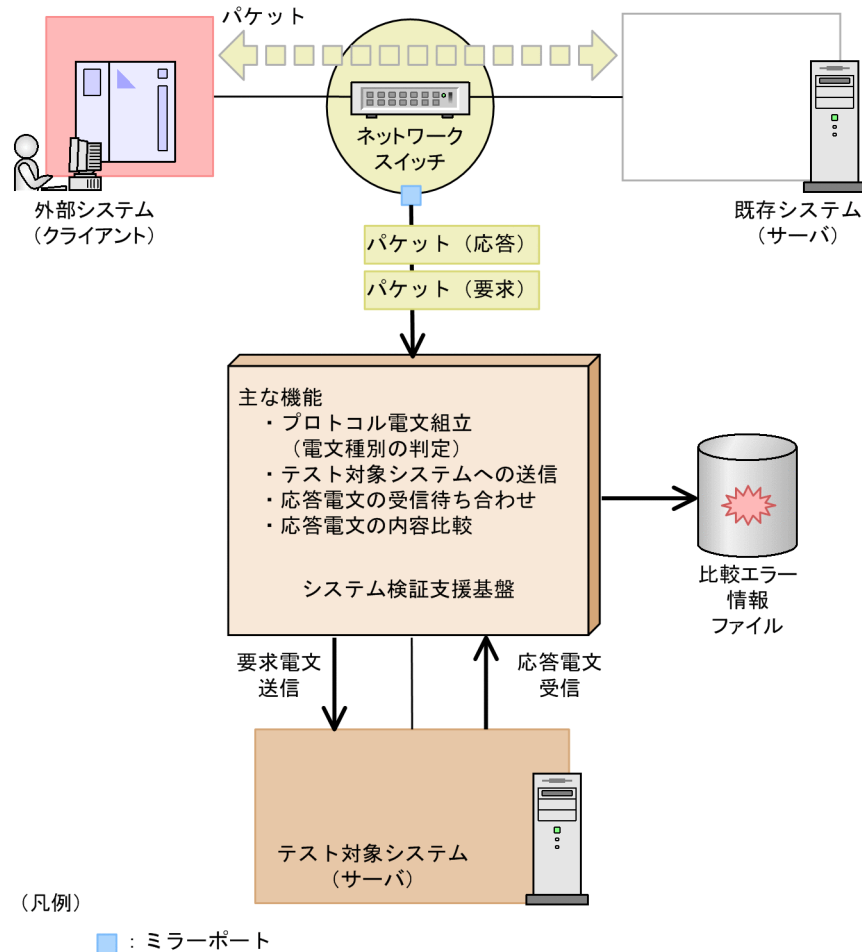 パケット
ネットワーク
スイッチ
外部システム
（クライアント）
既存システム
（サーバ）
パケット（応答）
パケット（要求）
主な機能
・プロトコル電文組立
（電文種別の判定）
・テスト対象システムへの送信
・応答電文の受信待ち合わせ
・応答電文の内容比較
システム検証支援基盤
比較エラー
情報
ファイル
要求電文
送信
応答電文
受信
テスト対象システム
（サーバ）
（凡例）
：ミラーポート